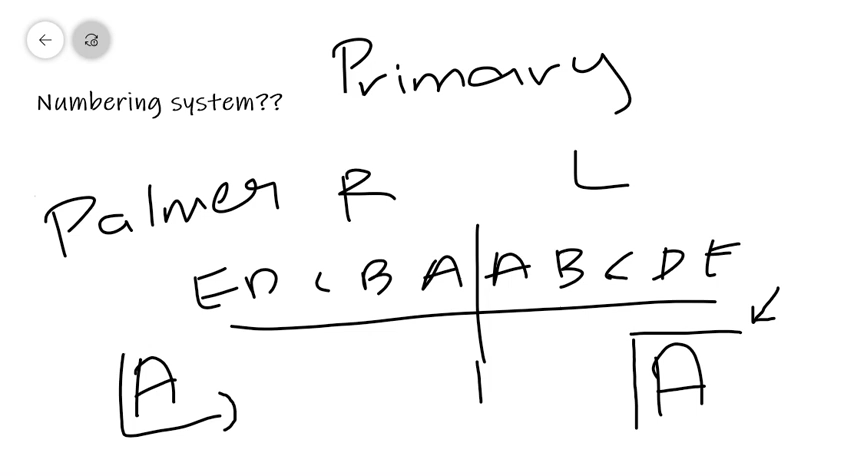 Primary
Numbering system??
Palmer R L
E D C B A A B C D E
A A